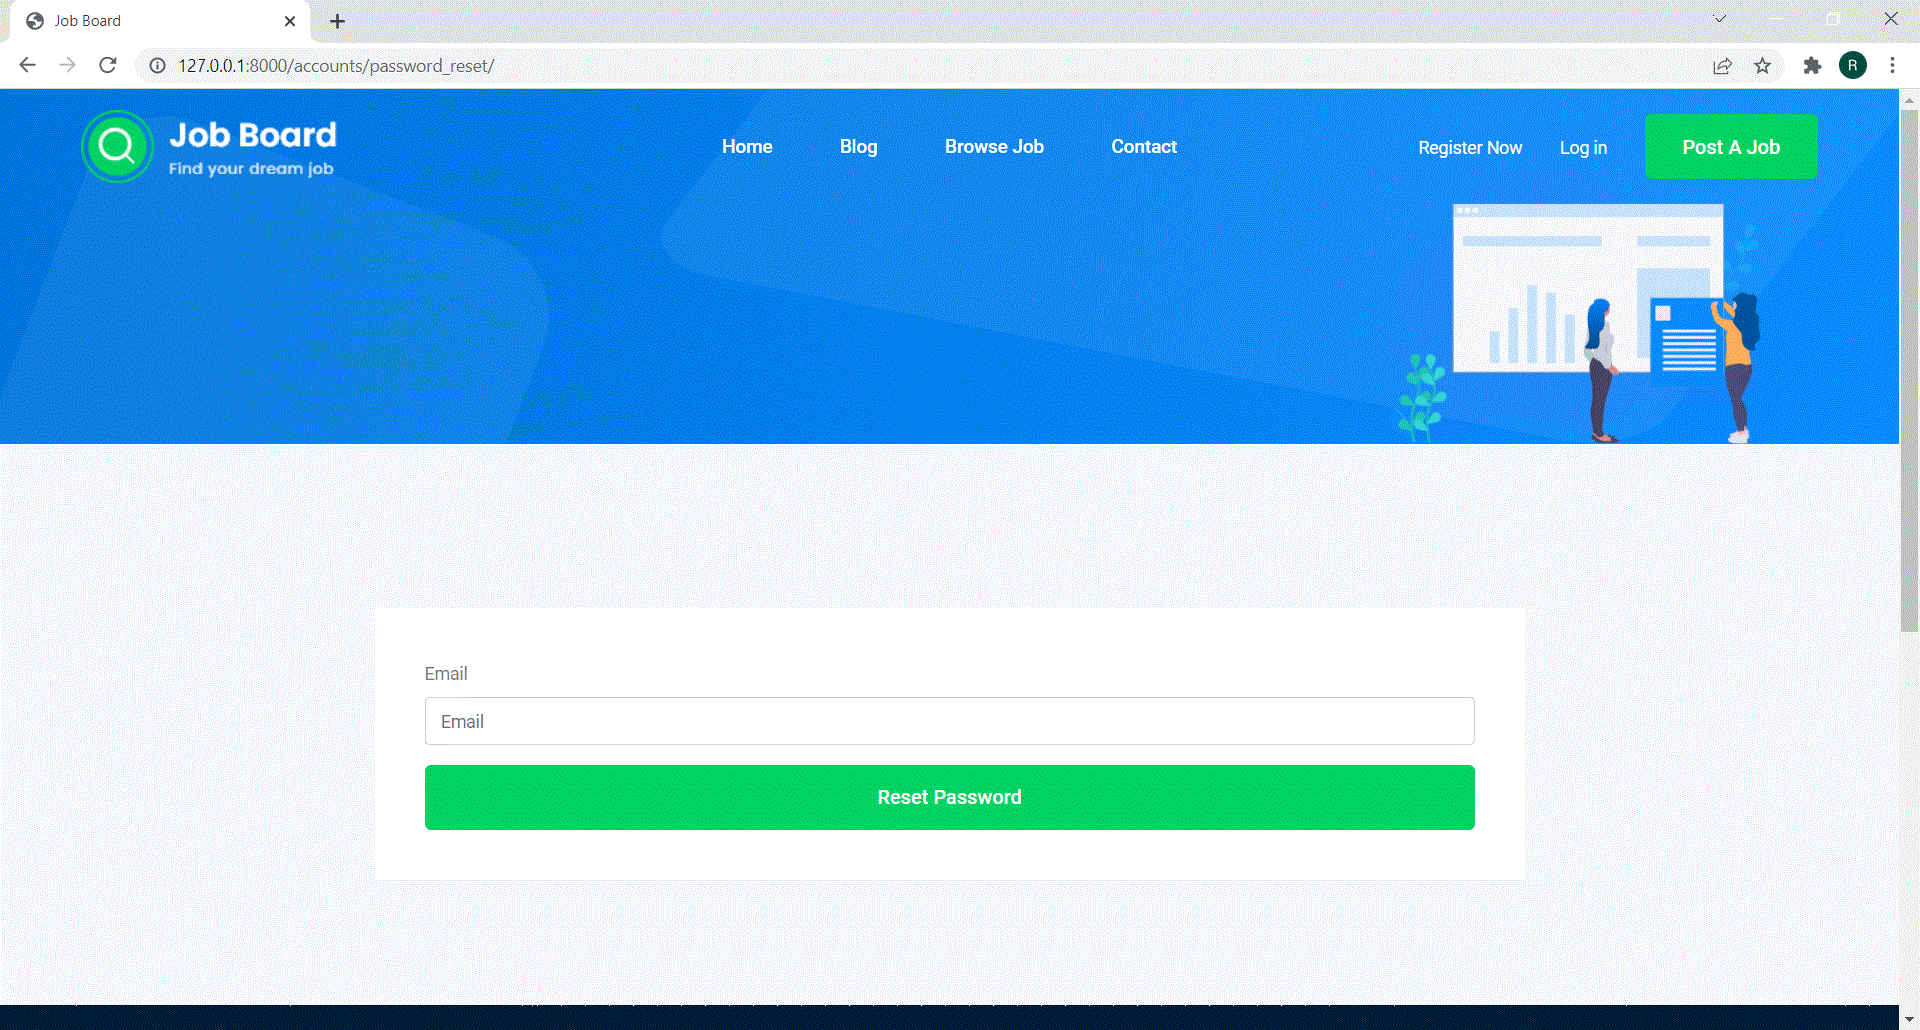 Job Board
127.0.0.1:8000/accounts/password_reset/
R
Job Board
Find your dream job
Home
Blog
Browse Job
Contact
Register Now
Log in
Post A Job
Email
Email
Reset Password